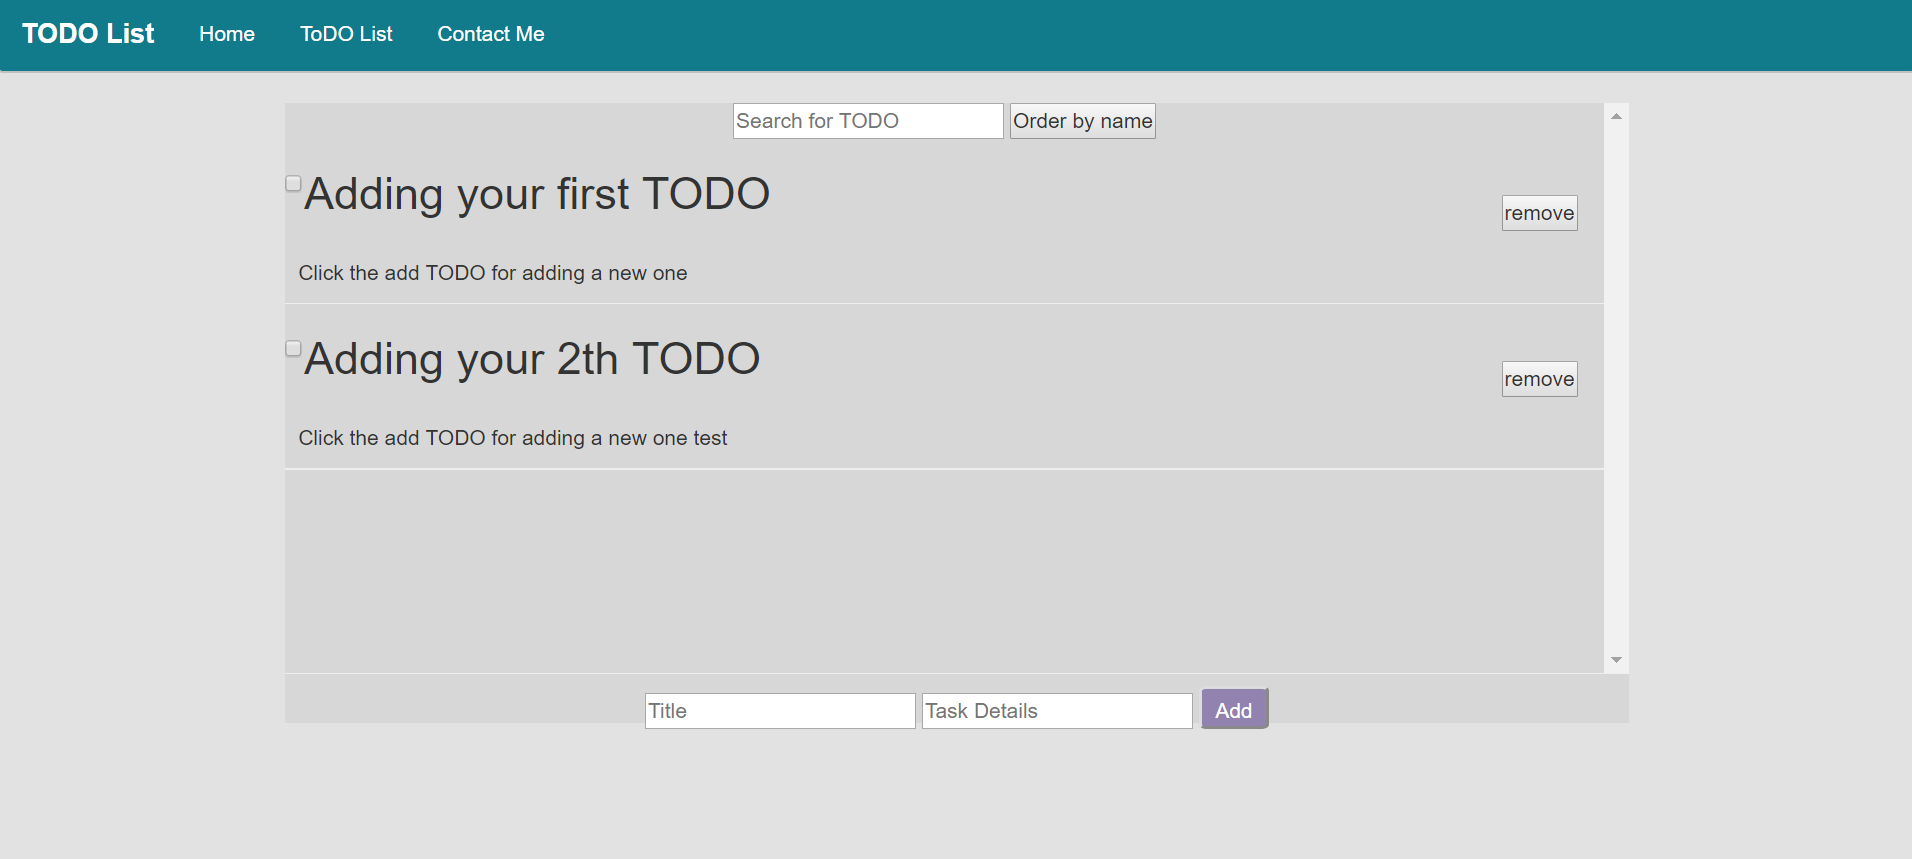 TODO List Home ToDO List Contact Me
Search for TODO Order by name
Adding your first TODO
remove
Click the add TODO for adding a new one
Adding your 2th TODO
remove
Click the add TODO for adding a new one test
Title Task Details Add